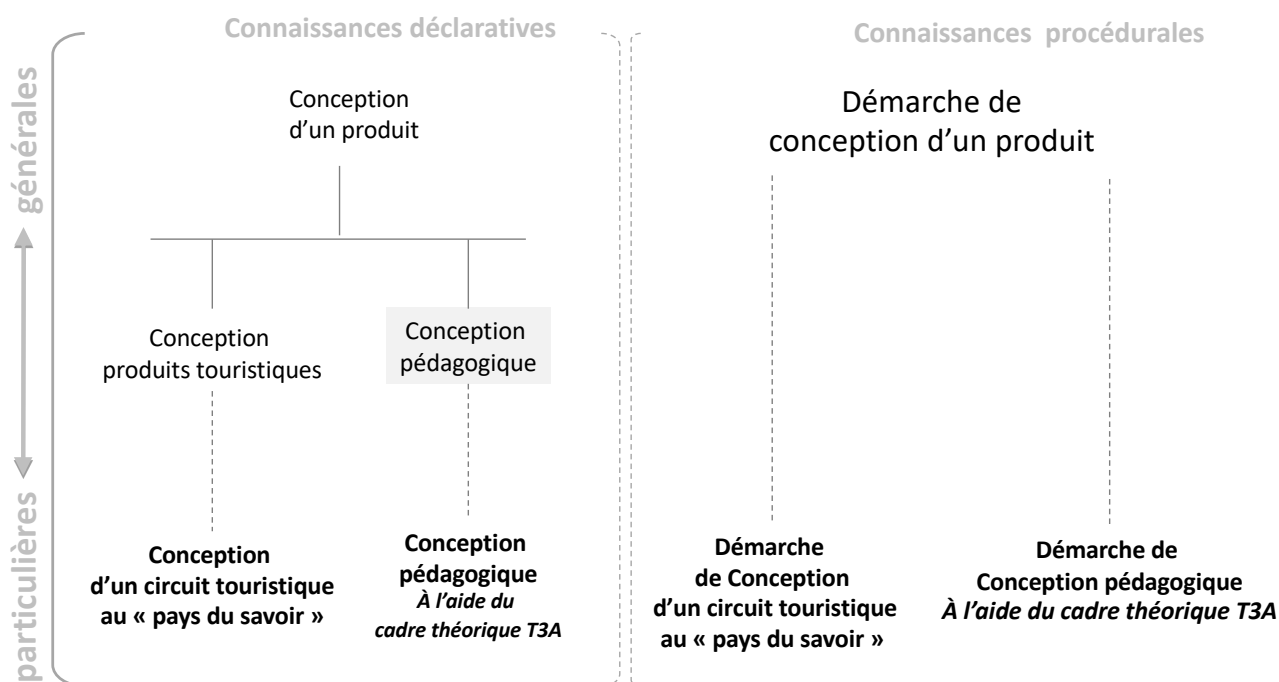 Connaissances déclaratives
Connaissances procédurales
générales
particulières
Conception
d’un produit
Conception
produits touristiques
Conception
pédagogique
Conception
d’un circuit touristique
au « pays du savoir »
Conception
pédagogique
À l’aide du
cadre théorique T3A
Démarche de
conception d’un produit
Démarche
de Conception
d’un circuit touristique
au « pays du savoir »
Démarche de
Conception pédagogique
À l’aide du cadre théorique T3A